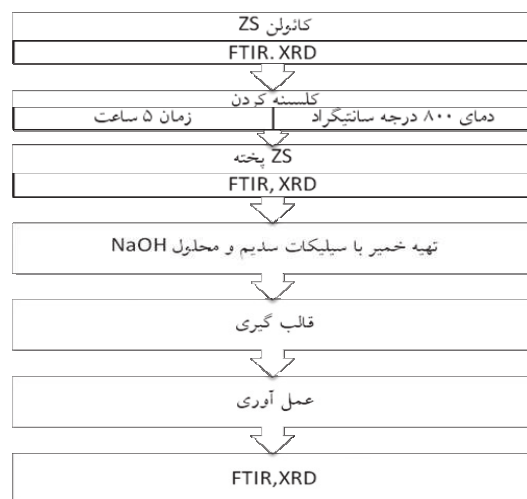 کائولن ZS
FTIR. XRD
کلسینه کردن
دمای ۸۰۰ درجه سانتیگراد
زمان ۵ ساعت
ZS پخته
FTIR, XRD
تهیه خمیر با سیلیکات سدیم و محلول NaOH
قالب گیری
عمل آوری
FTIR,XRD